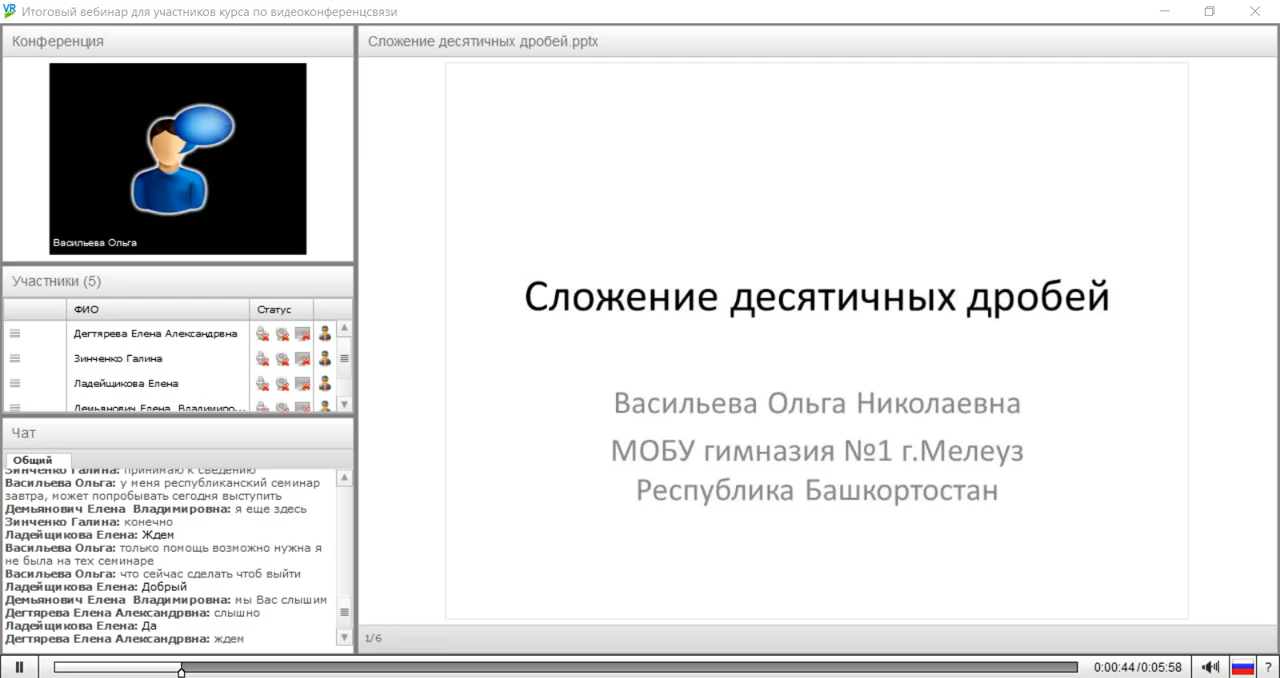 Итоговый вебинар для участников курса по видеоконференцсвязи
Конференция
Васильева Ольга
Участники (5)
ФИО Статус
Дегтярева Елена Александрвна
Зинченко Галина
Ладейщикова Елена
Демьянович Елена Владимиро...
Чат
Общий
Зинченко Галина: принимаю к сведению
Васильева Ольга: у меня республиканский семинар
завтра, может попробывать сегодня выступить
Демьянович Елена Владимировна: я еще здесь
Зинченко Галина: конечно
Ладейщикова Елена: Ждем
Васильева Ольга: только помощь возможно нужна я
не была на тех семинаре
Васильева Ольга: что сейчас сделать чтоб выйти
Ладейщикова Елена: Добрый
Демьянович Елена Владимировна: мы Вас слышим
Дегтярева Елена Александрвна: слышно
Ладейщикова Елена: Да
Дегтярева Елена Александрвна: ждем
Сложение десятичных дробей.pptx
Сложение десятичных дробей
Васильева Ольга Николаевна
МОБУ гимназия №1 г.Мелеуз
Республика Башкортостан
1/6
0:00:44/0:05:58
?